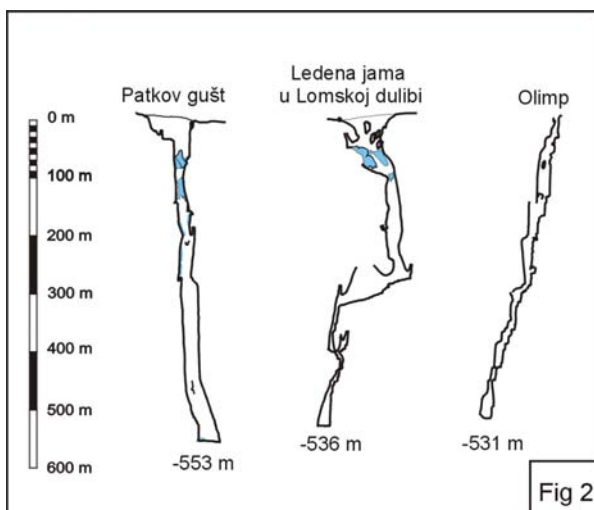 Patkov gušt
Ledena jama
u Lomskoj dulibi
Olimp
0 m
100 m
200 m
300 m
400 m
500 m
600 m
-553 m
-536 m
-531 m
Fig 2